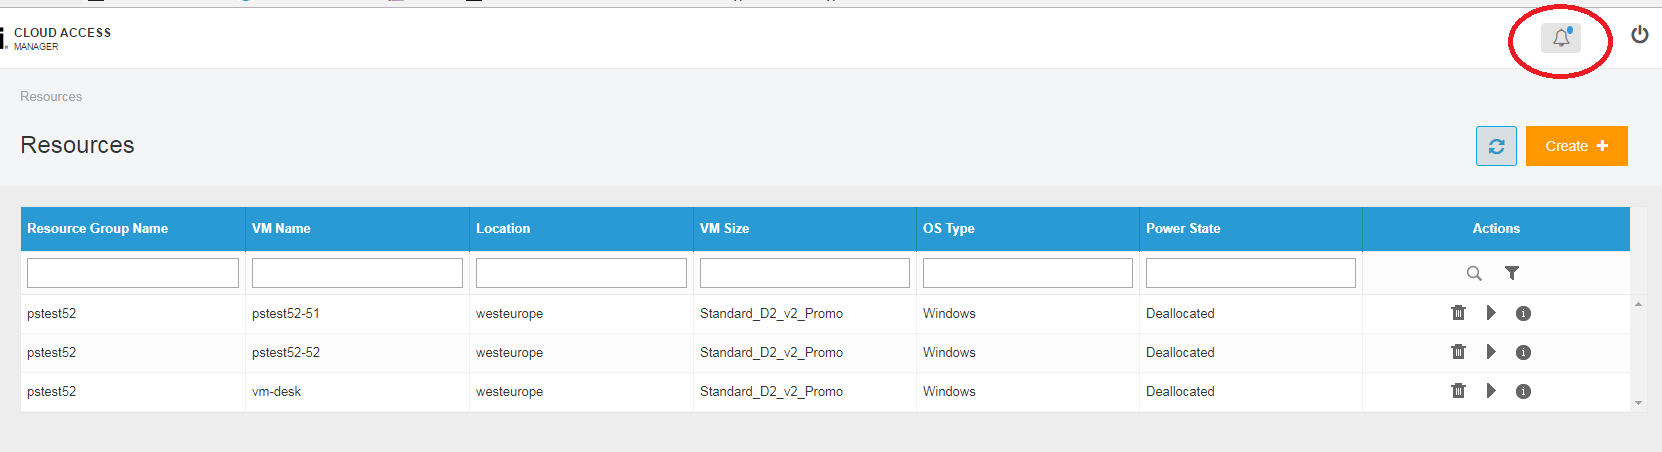 CLOUD ACCESS
MANAGER
Resources
Resources
Create
Resource Group Name VM Name Location VM Size OS Type Power State Actions
pstest52 pstest52-51 westeurope Standard_D2_v2_Promo Windows Deallocated
pstest52 pstest52-52 westeurope Standard_D2_v2_Promo Windows Deallocated
pstest52 vm-desk westeurope Standard_D2_v2_Promo Windows Deallocated